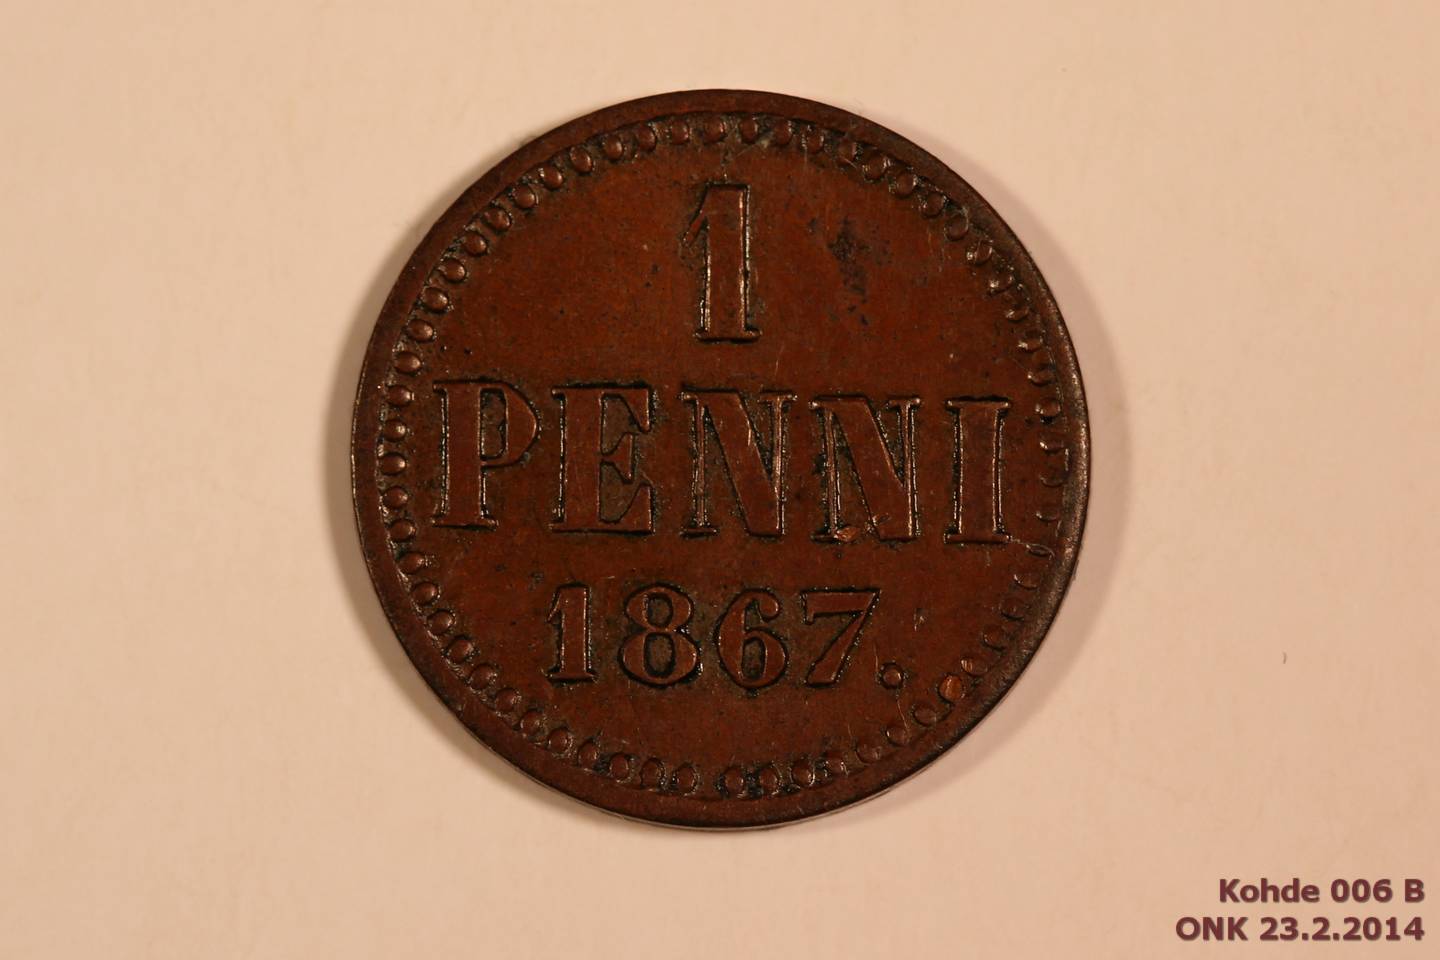 1
PENNI
1867.
Kohde 006 B
ONK 23.2.2014